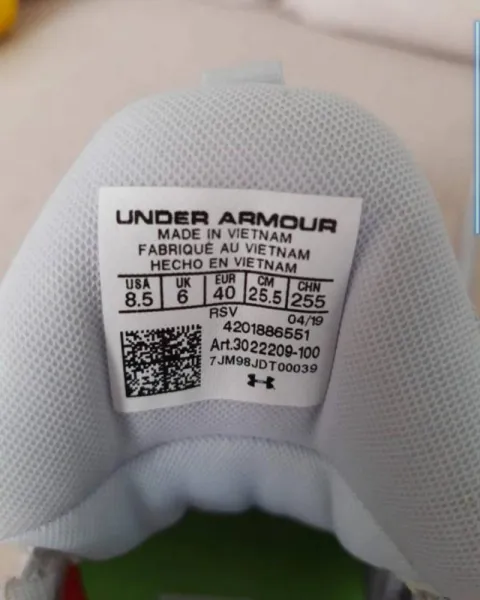 UNDER ARMOUR
MADE IN VIETNAM
FABRIQUÉ AU VIETNAM
HECHO EN VIETNAM
USA UK EUR CM CHN
8.5 6 40 25.5 255
RSV 04/19
4201886551
Art.3022209-100
7JM98JDT00039